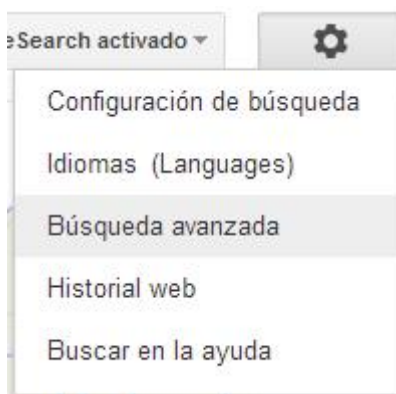 eSearch activado
Configuración de búsqueda
Idiomas (Languages)
Búsqueda avanzada
Historial web
Buscar en la ayuda